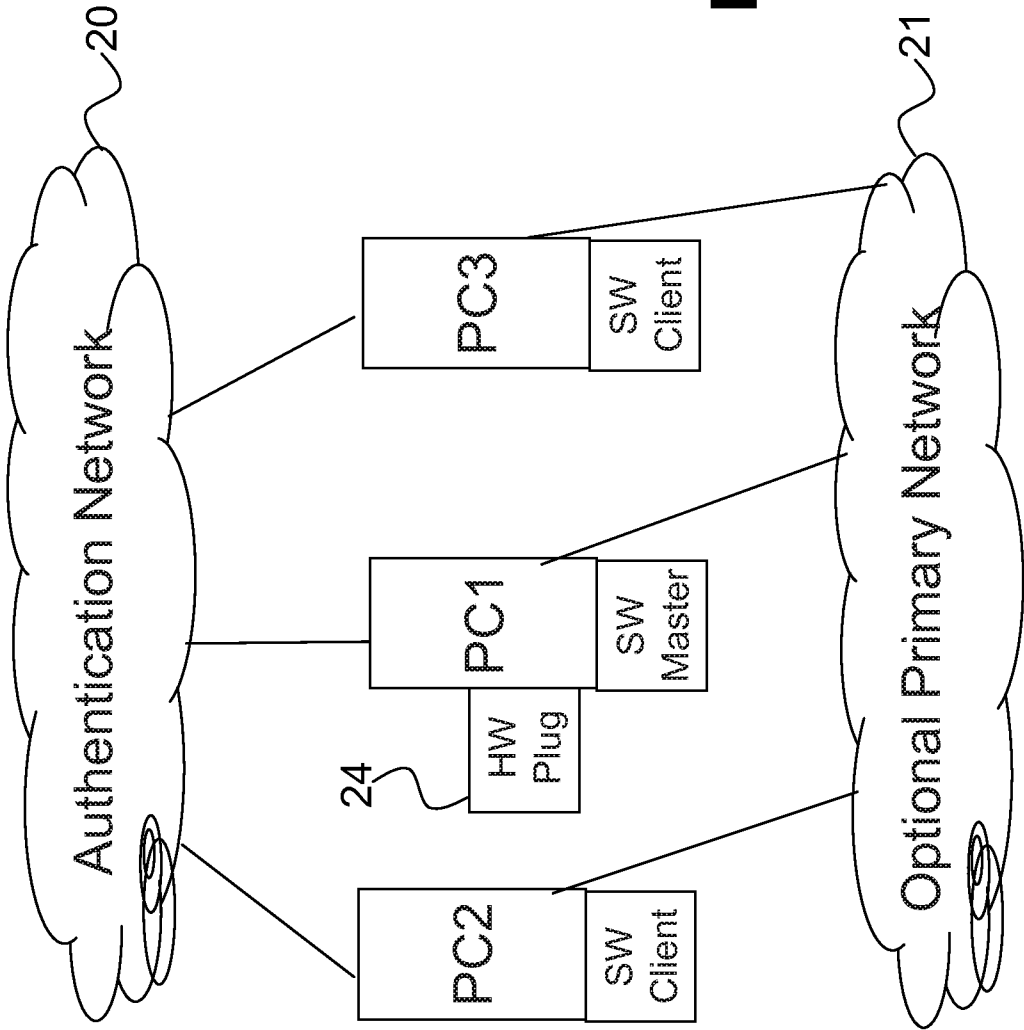 20
Authentication Network
PC2
SW
Client
24
HW
Plug
PC1
SW
Master
PC3
SW
Client
Optional Primary Network
21